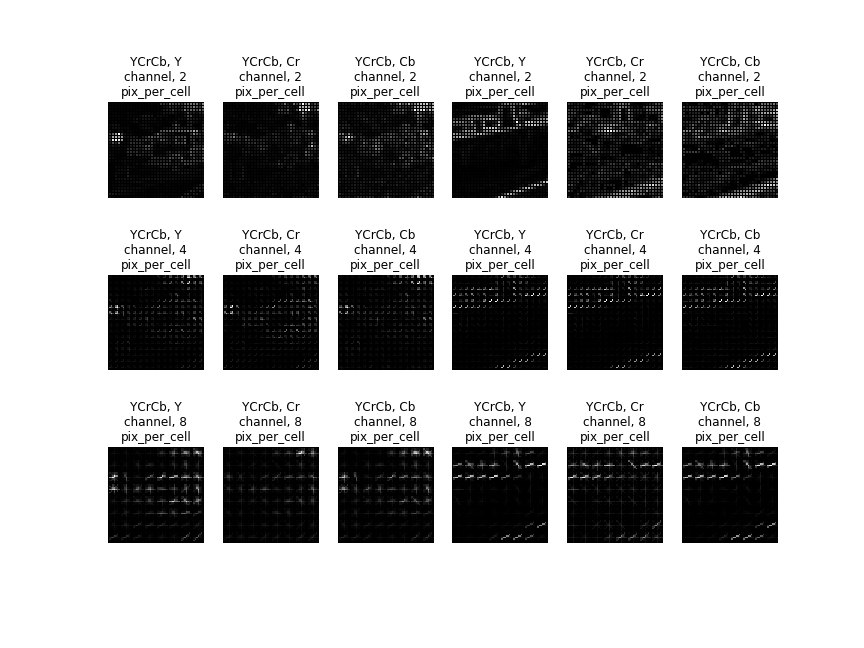 YCrCb, Y
channel, 2
pix_per_cell
YCrCb, Cr
channel, 2
pix_per_cell
YCrCb, Cb
channel, 2
pix_per_cell
YCrCb, Y
channel, 2
pix_per_cell
YCrCb, Cr
channel, 2
pix_per_cell
YCrCb, Cb
channel, 2
pix_per_cell
YCrCb, Y
channel, 4
pix_per_cell
YCrCb, Cr
channel, 4
pix_per_cell
YCrCb, Cb
channel, 4
pix_per_cell
YCrCb, Y
channel, 4
pix_per_cell
YCrCb, Cr
channel, 4
pix_per_cell
YCrCb, Cb
channel, 4
pix_per_cell
YCrCb, Y
channel, 8
pix_per_cell
YCrCb, Cr
channel, 8
pix_per_cell
YCrCb, Cb
channel, 8
pix_per_cell
YCrCb, Y
channel, 8
pix_per_cell
YCrCb, Cr
channel, 8
pix_per_cell
YCrCb, Cb
channel, 8
pix_per_cell